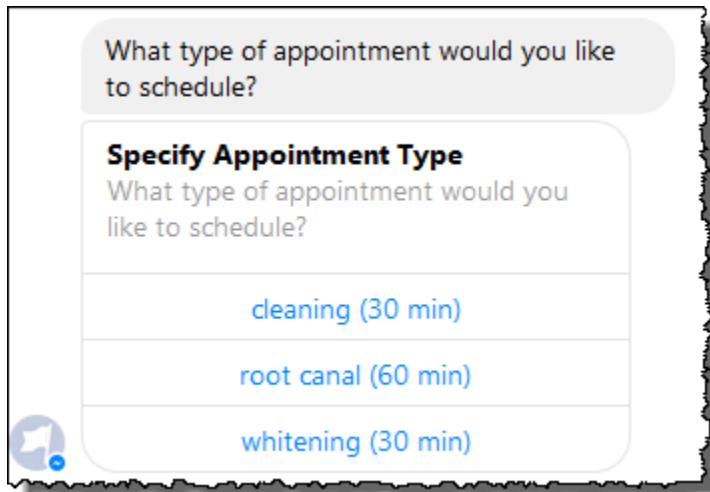 What type of appointment would you like
to schedule?
Specify Appointment Type
What type of appointment would you
like to schedule?
cleaning (30 min)
root canal (60 min)
whitening (30 min)